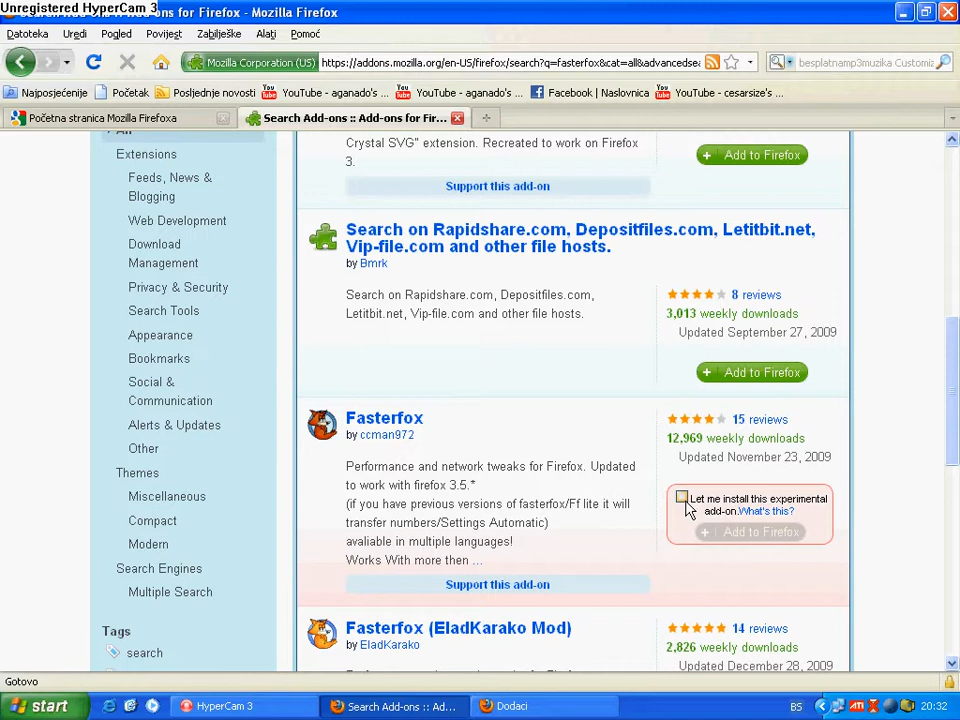 Unregistered HyperCam 3
ns for Firefox - Mozilla Firefox
Datoteka Uredi Pogled Povijest Zabilješke Alati Pomoć
Mozilla Corporation (US) https://addons.mozilla.org/en-US/firefox/search?q=fasterfox&cat=all&advancedsea
besplatnamp3muzika Customiz
Najposjećenije Početak Posljednje novosti YouTube - aganado's ... YouTube - aganado's ... Facebook | Naslovnica YouTube - cesarsize's ...
Početna stranica Mozilla Firefoxa Search Add-ons :: Add-ons for Fir...
All
Extensions
Feeds, News &
Blogging
Web Development
Download
Management
Privacy & Security
Search Tools
Appearance
Bookmarks
Social &
Communication
Alerts & Updates
Other
Themes
Miscellaneous
Compact
Modern
Search Engines
Multiple Search
Tags
search
Crystal SVG" extension. Recreated to work on Firefox
3.
Add to Firefox
Support this add-on
Search on Rapidshare.com, Depositfiles.com, Letitbit.net,
Vip-file.com and other file hosts.
by Bmrk
Search on Rapidshare.com, Depositfiles.com,
Letitbit.net, Vip-file.com and other file hosts.
8 reviews
3,013 weekly downloads
Updated September 27, 2009
Add to Firefox
Fasterfox
by ccman972
Performance and network tweaks for Firefox. Updated
to work with firefox 3.5.*
(if you have previous versions of fasterfox/Ff lite it will
transfer numbers/Settings Automatic)
avaliable in multiple languages!
Works With more then ...
15 reviews
12,969 weekly downloads
Updated November 23, 2009
Let me install this experimental
add-on.What's this?
Add to Firefox
Support this add-on
Fasterfox (EladKarako Mod)
by EladKarako
14 reviews
2,826 weekly downloads
Updated December 28, 2009
Gotovo
start HyperCam 3 Search Add-ons :: Ad... Dodaci BS ATI 20:32